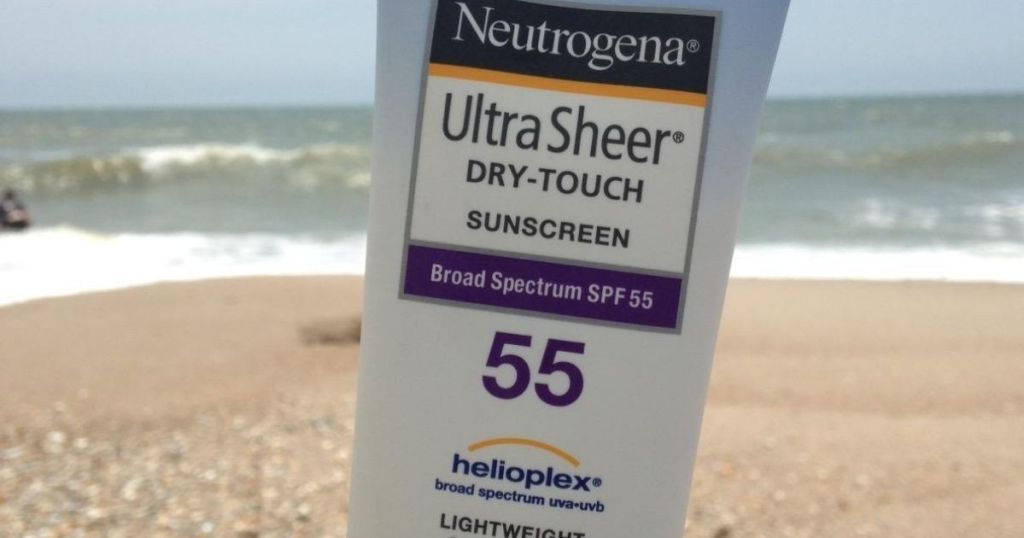 Neutrogena®
Ultra Sheer®
DRY-TOUCH
SUNSCREEN
Broad Spectrum SPF 55
55
helioplex®
broad spectrum uva•uvb
LIGHTWEIGHT